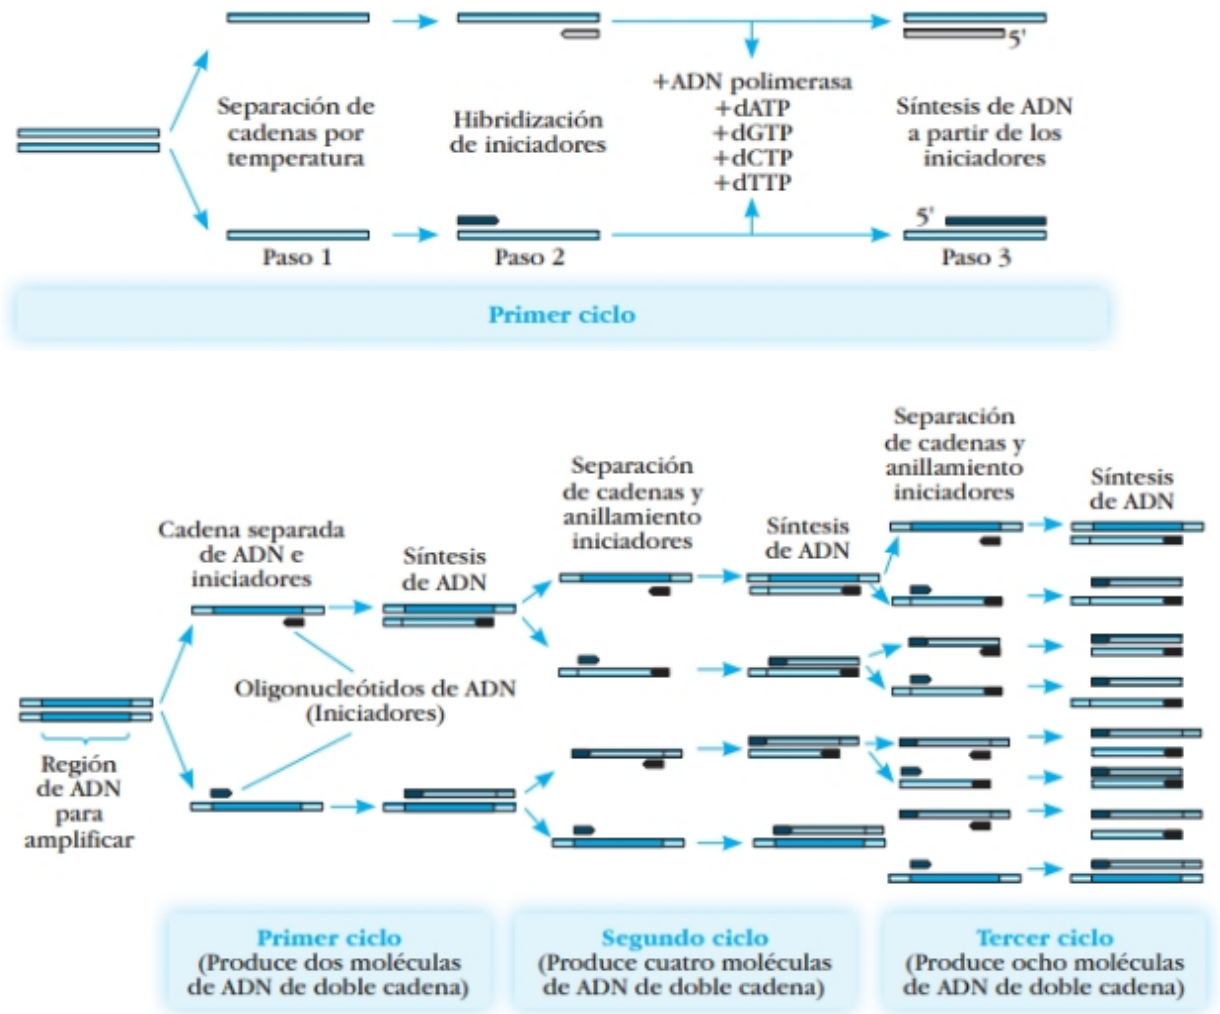 Separación de
cadenas por
temperatura
Paso 1
Hibridización
de iniciadores
Paso 2
+ADN polimerasa
+dATP
+dGTP
+dCTP
+dTTP
5'
Síntesis de ADN
a partir de los
iniciadores
5'
Paso 3
Primer ciclo
Región
de ADN
para
amplificar
Cadena separada
de ADN e
iniciadores
Síntesis
de ADN
Oligonucleótidos de ADN
(Iniciadores)
Separación
de cadenas y
anillamiento
iniciadores
Síntesis
de ADN
Separación
de cadenas y
anillamiento
iniciadores
Síntesis
de ADN
Primer ciclo
(Produce dos moléculas
de ADN de doble cadena)
Segundo ciclo
(Produce cuatro moléculas
de ADN de doble cadena)
Tercer ciclo
(Produce ocho moléculas
de ADN de doble cadena)